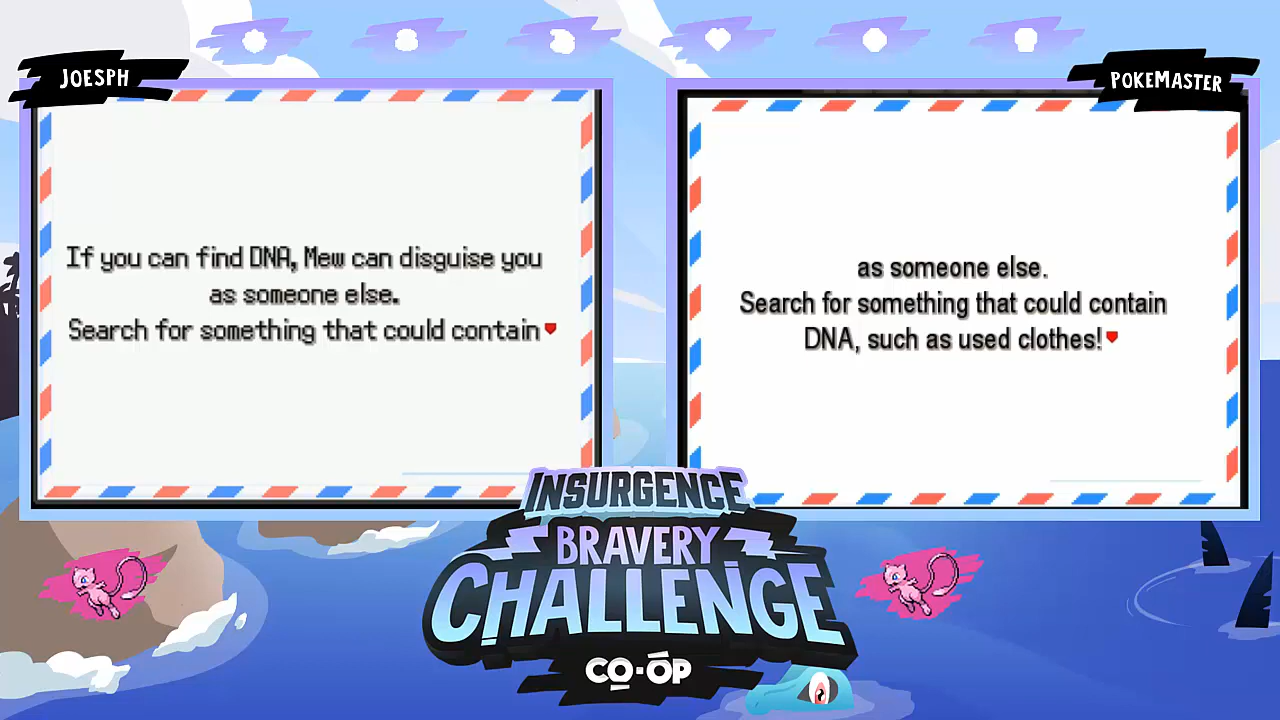 JOESPH
POKEMASTER
If you can find DNA, Mew can disguise you
as someone else.
Search for something that could contain
as someone else.
Search for something that could contain
DNA, such as used clothes!
INSURGENCE
BRAVERY
CHALLENGE
CO-OP